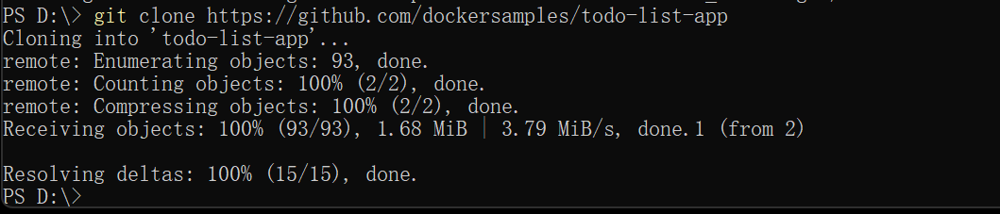 PS D:\> git clone https://github.com/dockersamples/todo-list-app
Cloning into 'todo-list-app'...
remote: Enumerating objects: 93, done.
remote: Counting objects: 100% (2/2), done.
remote: Compressing objects: 100% (2/2), done.
Receiving objects: 100% (93/93), 1.68 MiB | 3.79 MiB/s, done.1 (from 2)
Resolving deltas: 100% (15/15), done.
PS D:\>